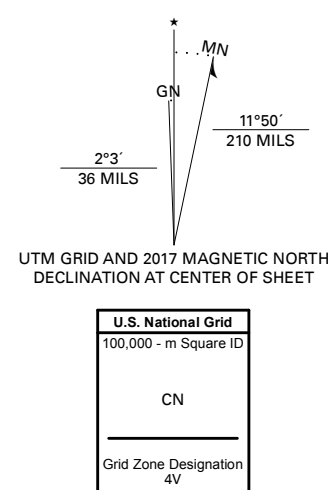 ★
MN
GN
11°50´
210 MILS
2°3´
36 MILS
UTM GRID AND 2017 MAGNETIC NORTH
DECLINATION AT CENTER OF SHEET
U.S. National Grid
100,000 - m Square ID
CN
Grid Zone Designation
4V